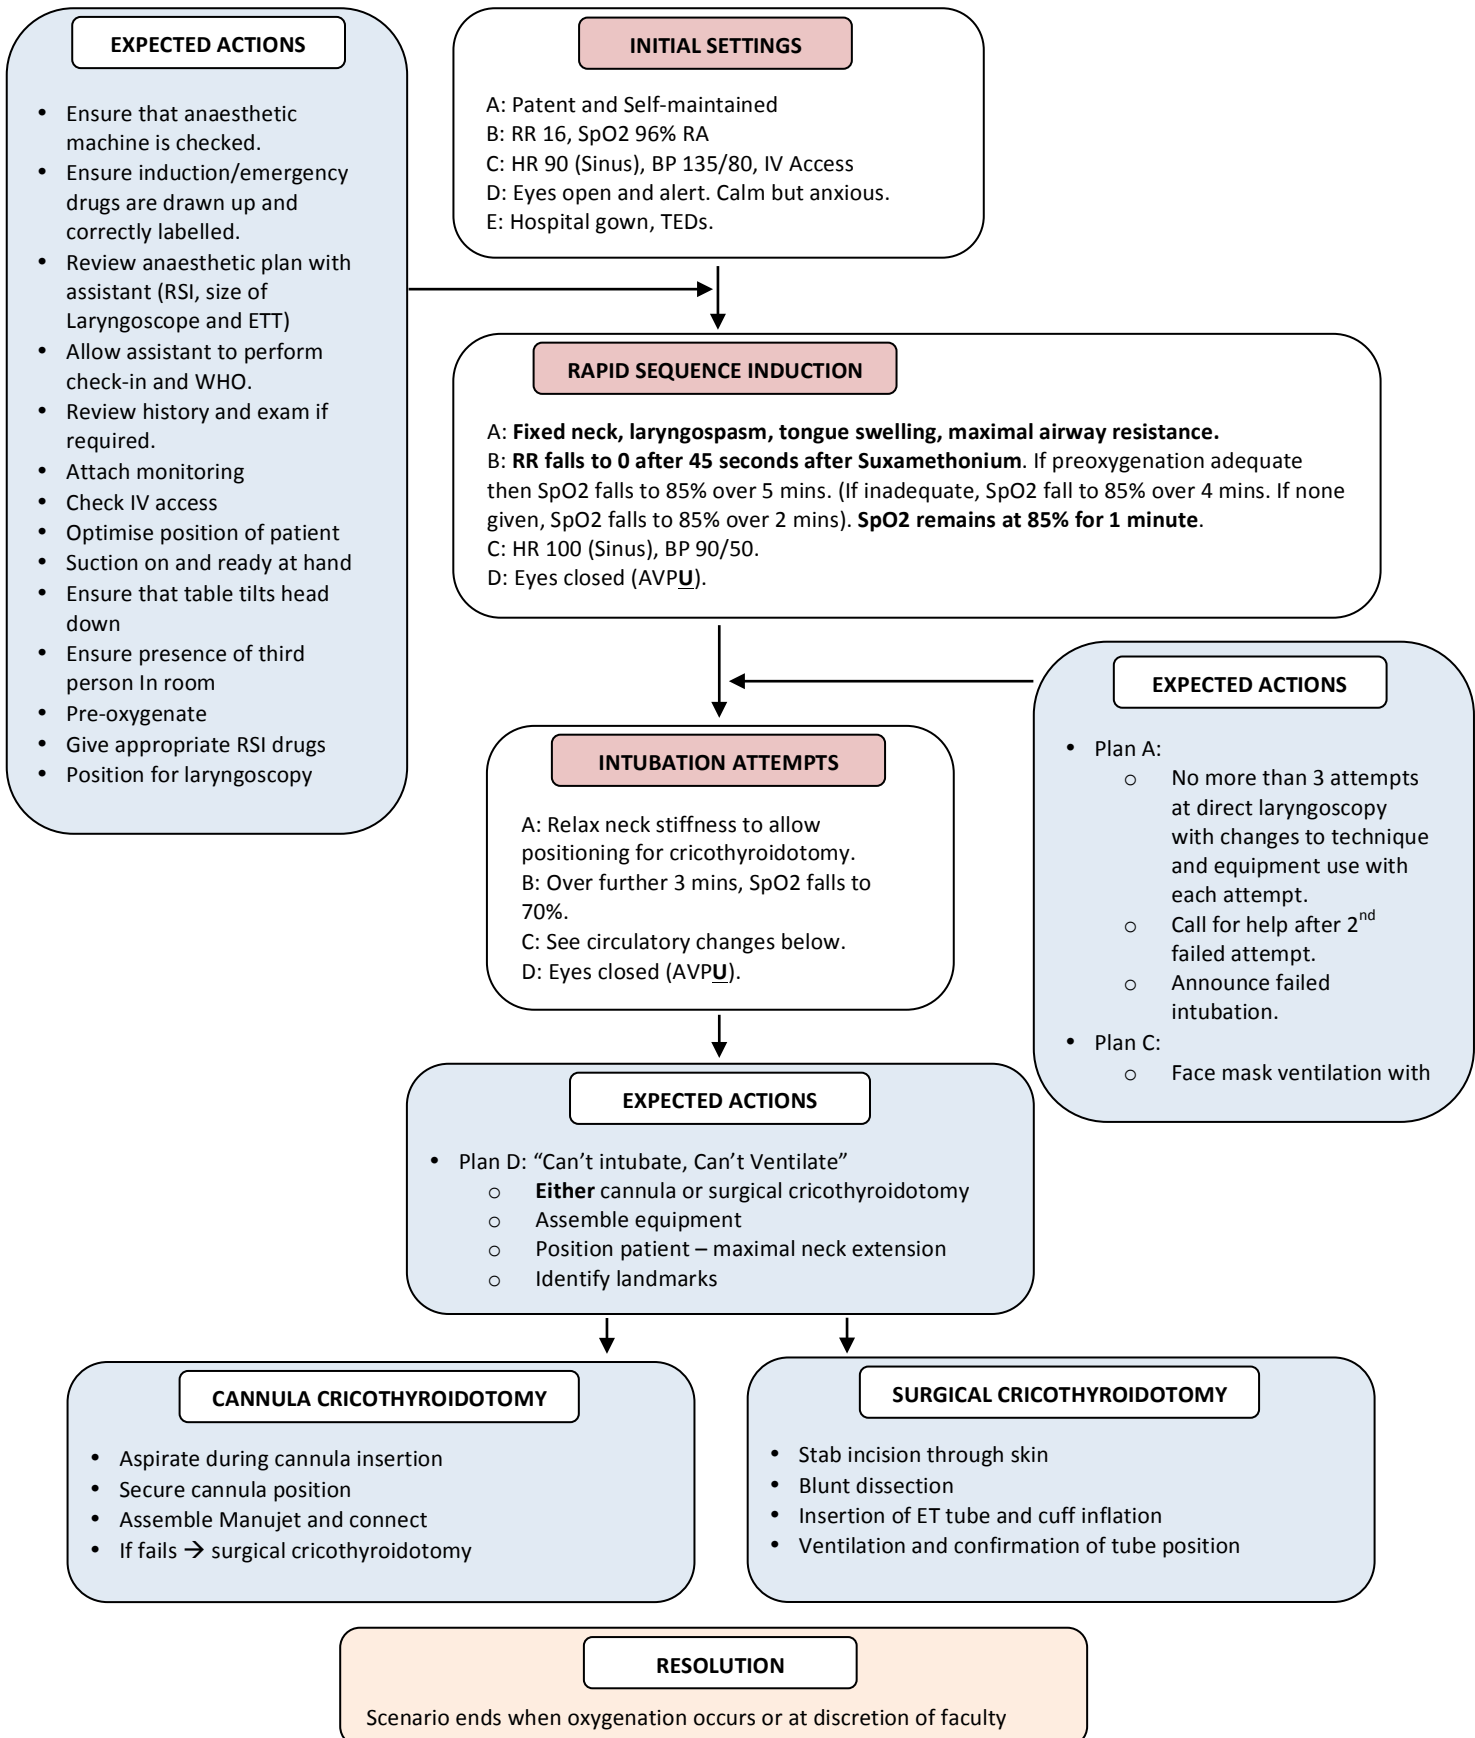 EXPECTED ACTIONS
• Ensure that anaesthetic
machine is checked.
• Ensure induction/emergency
drugs are drawn up and
correctly labelled.
• Review anaesthetic plan with
assistant (RSI, size of
Laryngoscope and ETT)
• Allow assistant to perform
check-in and WHO.
• Review history and exam if
required.
• Attach monitoring
• Check IV access
• Optimise position of patient
• Suction on and ready at hand
• Ensure that table tilts head
down
• Ensure presence of third
person In room
• Pre-oxygenate
• Give appropriate RSI drugs
• Position for laryngoscopy
INITIAL SETTINGS
A: Patent and Self-maintained
B: RR 16, SpO2 96% RA
C: HR 90 (Sinus), BP 135/80, IV Access
D: Eyes open and alert. Calm but anxious.
E: Hospital gown, TEDs.
RAPID SEQUENCE INDUCTION
A: Fixed neck, laryngospasm, tongue swelling, maximal airway resistance.
B: RR falls to 0 after 45 seconds after Suxamethonium. If preoxygenation adequate
then SpO2 falls to 85% over 5 mins. (If inadequate, SpO2 fall to 85% over 4 mins. If none
given, SpO2 falls to 85% over 2 mins). SpO2 remains at 85% for 1 minute.
C: HR 100 (Sinus), BP 90/50.
D: Eyes closed (AVPU).
EXPECTED ACTIONS
• Plan A:
o No more than 3 attempts
at direct laryngoscopy
with changes to technique
and equipment use with
each attempt.
o Call for help after 2nd
failed attempt.
o Announce failed
intubation.
• Plan C:
o Face mask ventilation with
INTUBATION ATTEMPTS
A: Relax neck stiffness to allow
positioning for cricothyroidotomy.
B: Over further 3 mins, SpO2 falls to
70%.
C: See circulatory changes below.
D: Eyes closed (AVPU).
EXPECTED ACTIONS
• Plan D: “Can’t intubate, Can’t Ventilate”
o Either cannula or surgical cricothyroidotomy
o Assemble equipment
o Position patient – maximal neck extension
o Identify landmarks
CANNULA CRICOTHYROIDOTOMY
• Aspirate during cannula insertion
• Secure cannula position
• Assemble Manujet and connect
• If fails → surgical cricothyroidotomy
SURGICAL CRICOTHYROIDOTOMY
• Stab incision through skin
• Blunt dissection
• Insertion of ET tube and cuff inflation
• Ventilation and confirmation of tube position
RESOLUTION
Scenario ends when oxygenation occurs or at discretion of faculty